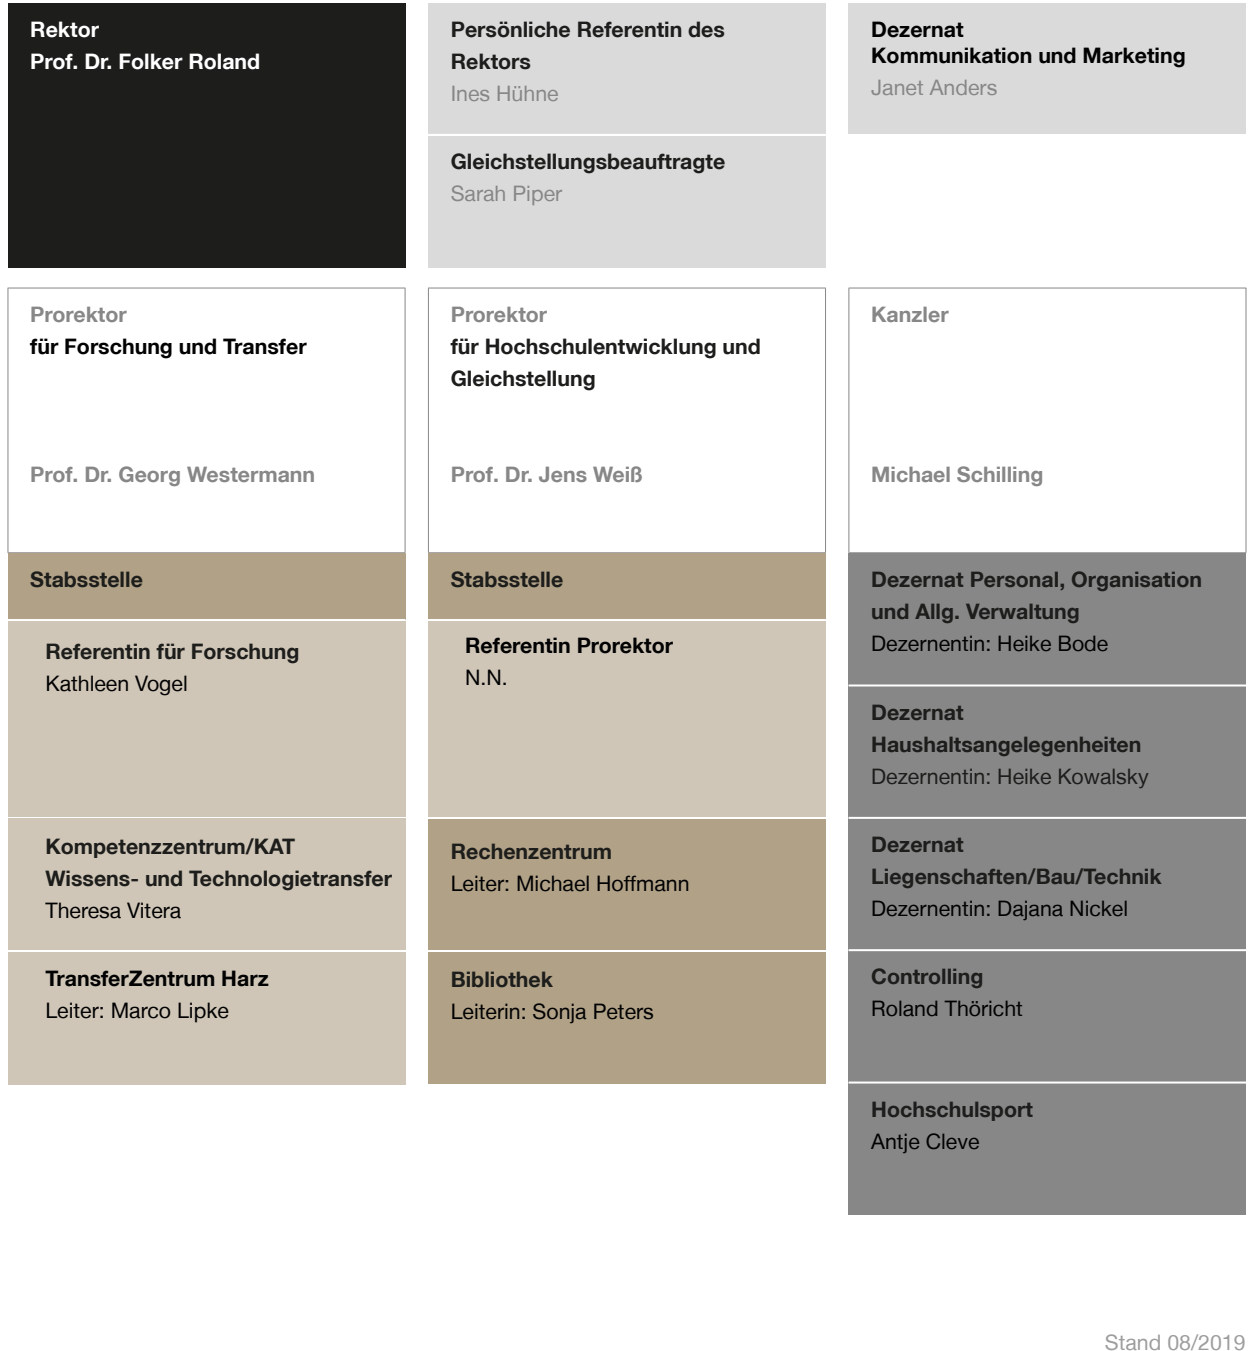 Rektor
Prof. Dr. Folker Roland
Persönliche Referentin des
Rektors
Ines Hühne
Gleichstellungsbeauftragte
Sarah Piper
Dezernat
Kommunikation und Marketing
Janet Anders
Prorektor
für Forschung und Transfer
Prof. Dr. Georg Westermann
Stabsstelle
Referentin für Forschung
Kathleen Vogel
Kompetenzzentrum/KAT
Wissens- und Technologietransfer
Theresa Vitera
TransferZentrum Harz
Leiter: Marco Lipke
Prorektor
für Hochschulentwicklung und
Gleichstellung
Prof. Dr. Jens Weiß
Stabsstelle
Referentin Prorektor
N.N.
Rechenzentrum
Leiter: Michael Hoffmann
Bibliothek
Leiterin: Sonja Peters
Kanzler
Michael Schilling
Dezernat Personal, Organisation
und Allg. Verwaltung
Dezernentin: Heike Bode
Dezernat
Haushaltsangelegenheiten
Dezernentin: Heike Kowalsky
Dezernat
Liegenschaften/Bau/Technik
Dezernentin: Dajana Nickel
Controlling
Roland Thöricht
Hochschulsport
Antje Cleve
Stand 08/2019